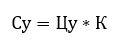 Су = Цу * К